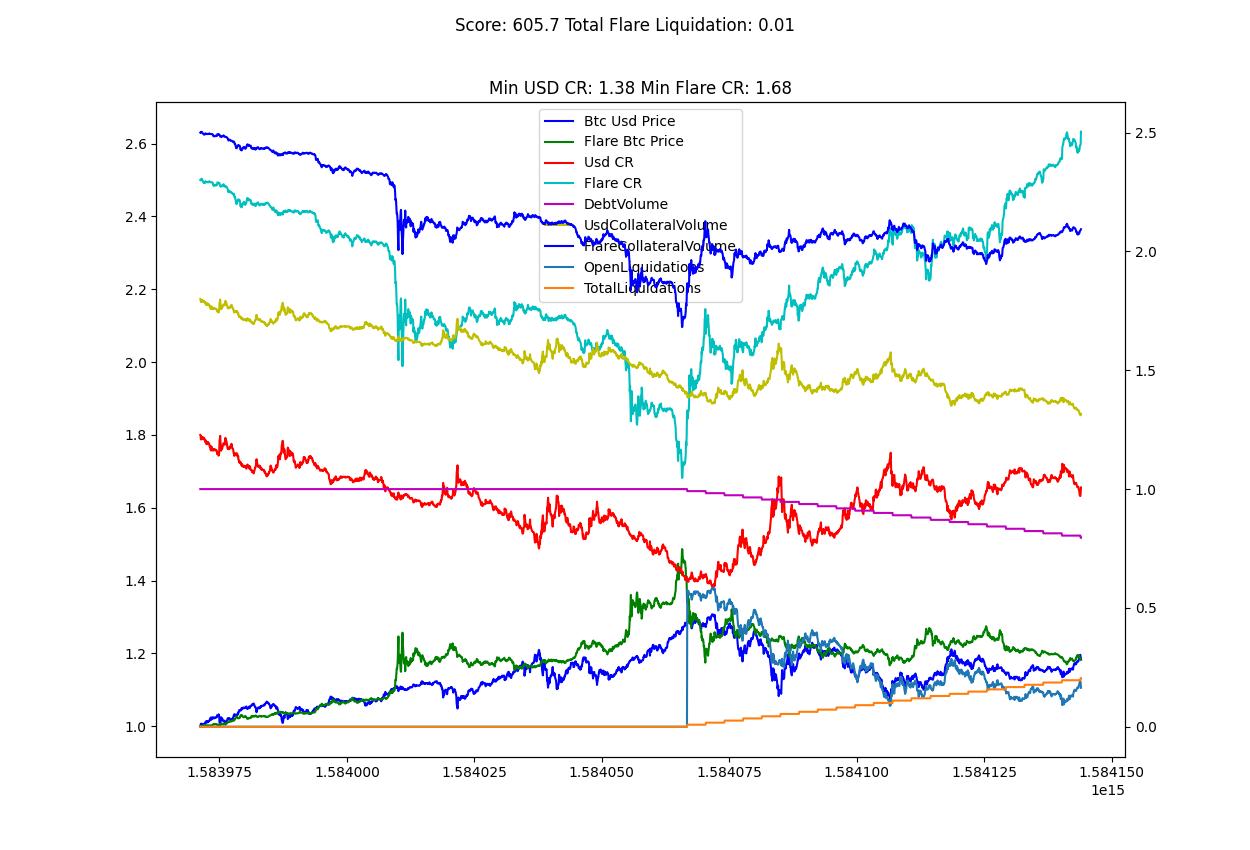 Score: 605.7 Total Flare Liquidation: 0.01
Min USD CR: 1.38 Min Flare CR: 1.68
Btc Usd Price
Flare Btc Price
Usd CR
Flare CR
DebtVolume
UsdCollateralVolume
FlareCollateralVolume
OpenLiquidations
TotalLiquidations
2.6
2.4
2.2
2.0
1.8
1.6
1.4
1.2
1.0
2.5
2.0
1.5
1.0
0.5
0.0
1.583975 1.584000 1.584025 1.584050 1.584075 1.584100 1.584125 1.584150
1e15